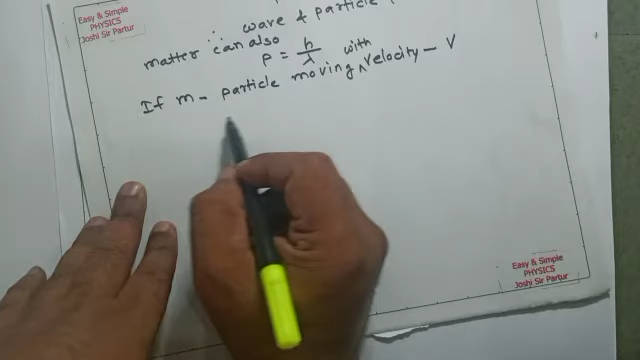 Easy & Simple
PHYSICS
Joshi Sir Partur
∴ wave & particle
matter can also
p = h/λ with
If m - particle moving ^ velocity - V
Easy & Simple
PHYSICS
Joshi Sir Partur